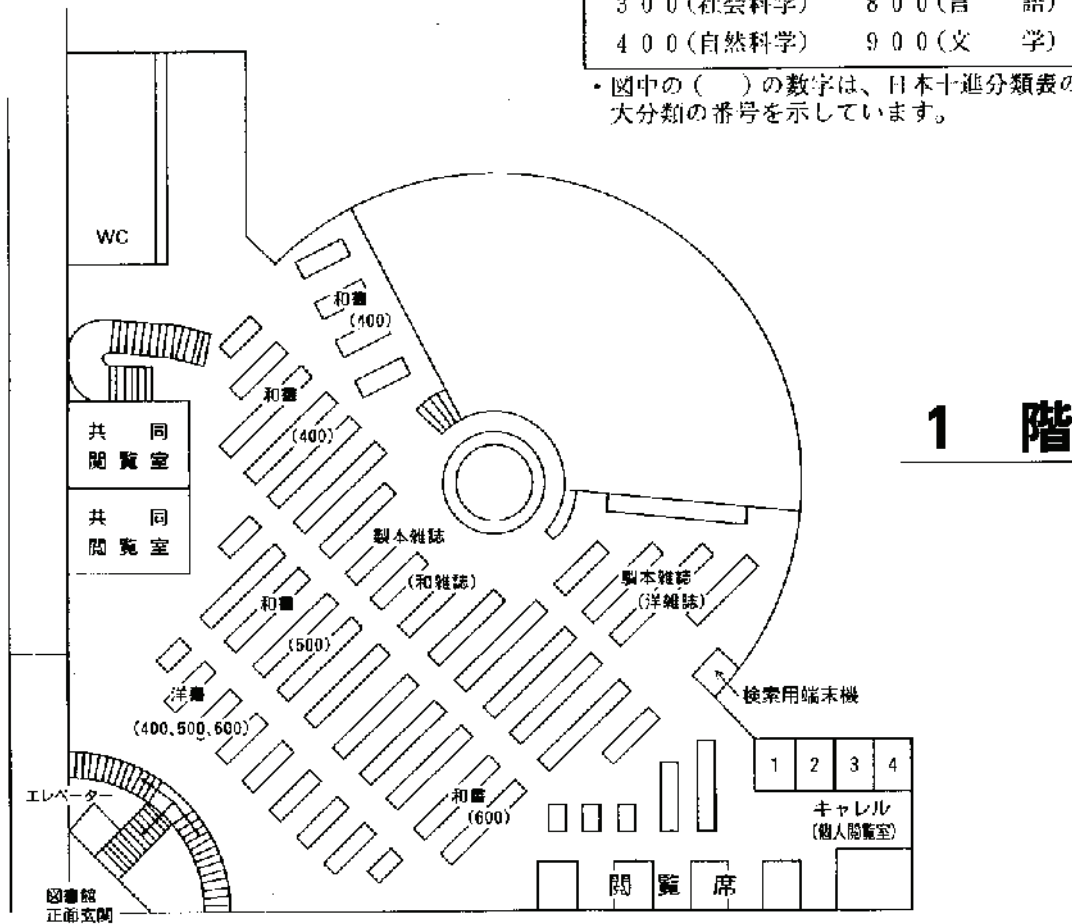 300(社会科学) 800(言 語)
400(自然科学) 900(文 学)
・図中の( )の数字は、日本十進分類表の
大分類の番号を示しています。
WC
和書
(400)
和書
(400)
1 階
共 同
閲 覧 室
共 同
閲 覧 室
製本雑誌
(和雑誌)
製本雑誌
(洋雑誌)
和書
(500)
洋書
(400,500,600)
検索用端末機
1 2 3 4
キャレル
(個人閲覧室)
エレベーター
和書
(600)
閲 覧 席
図書館
正面玄関